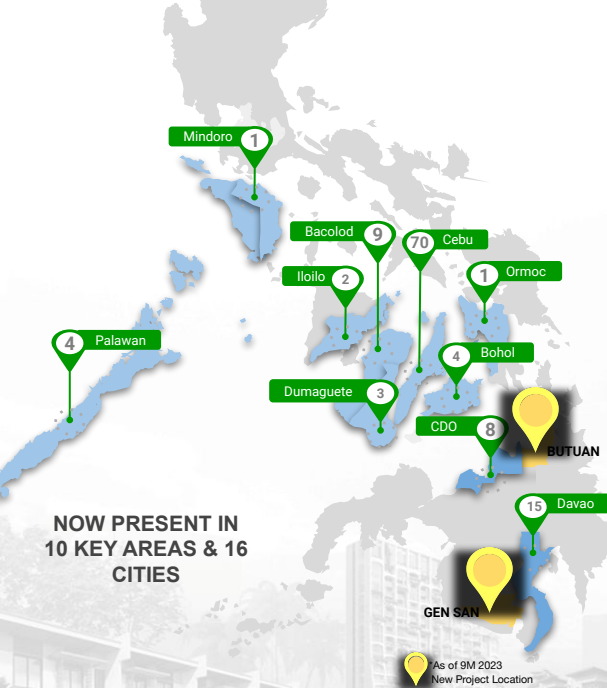 Mindoro 1
Bacolod 9
70 Cebu
Iloilo 2
1 Ormoc
4 Palawan
4 Bohol
Dumaguete 3
CDO 8
BUTUAN
15 Davao
NOW PRESENT IN
10 KEY AREAS & 16
CITIES
GEN SAN
*As of 9M 2023
New Project Location